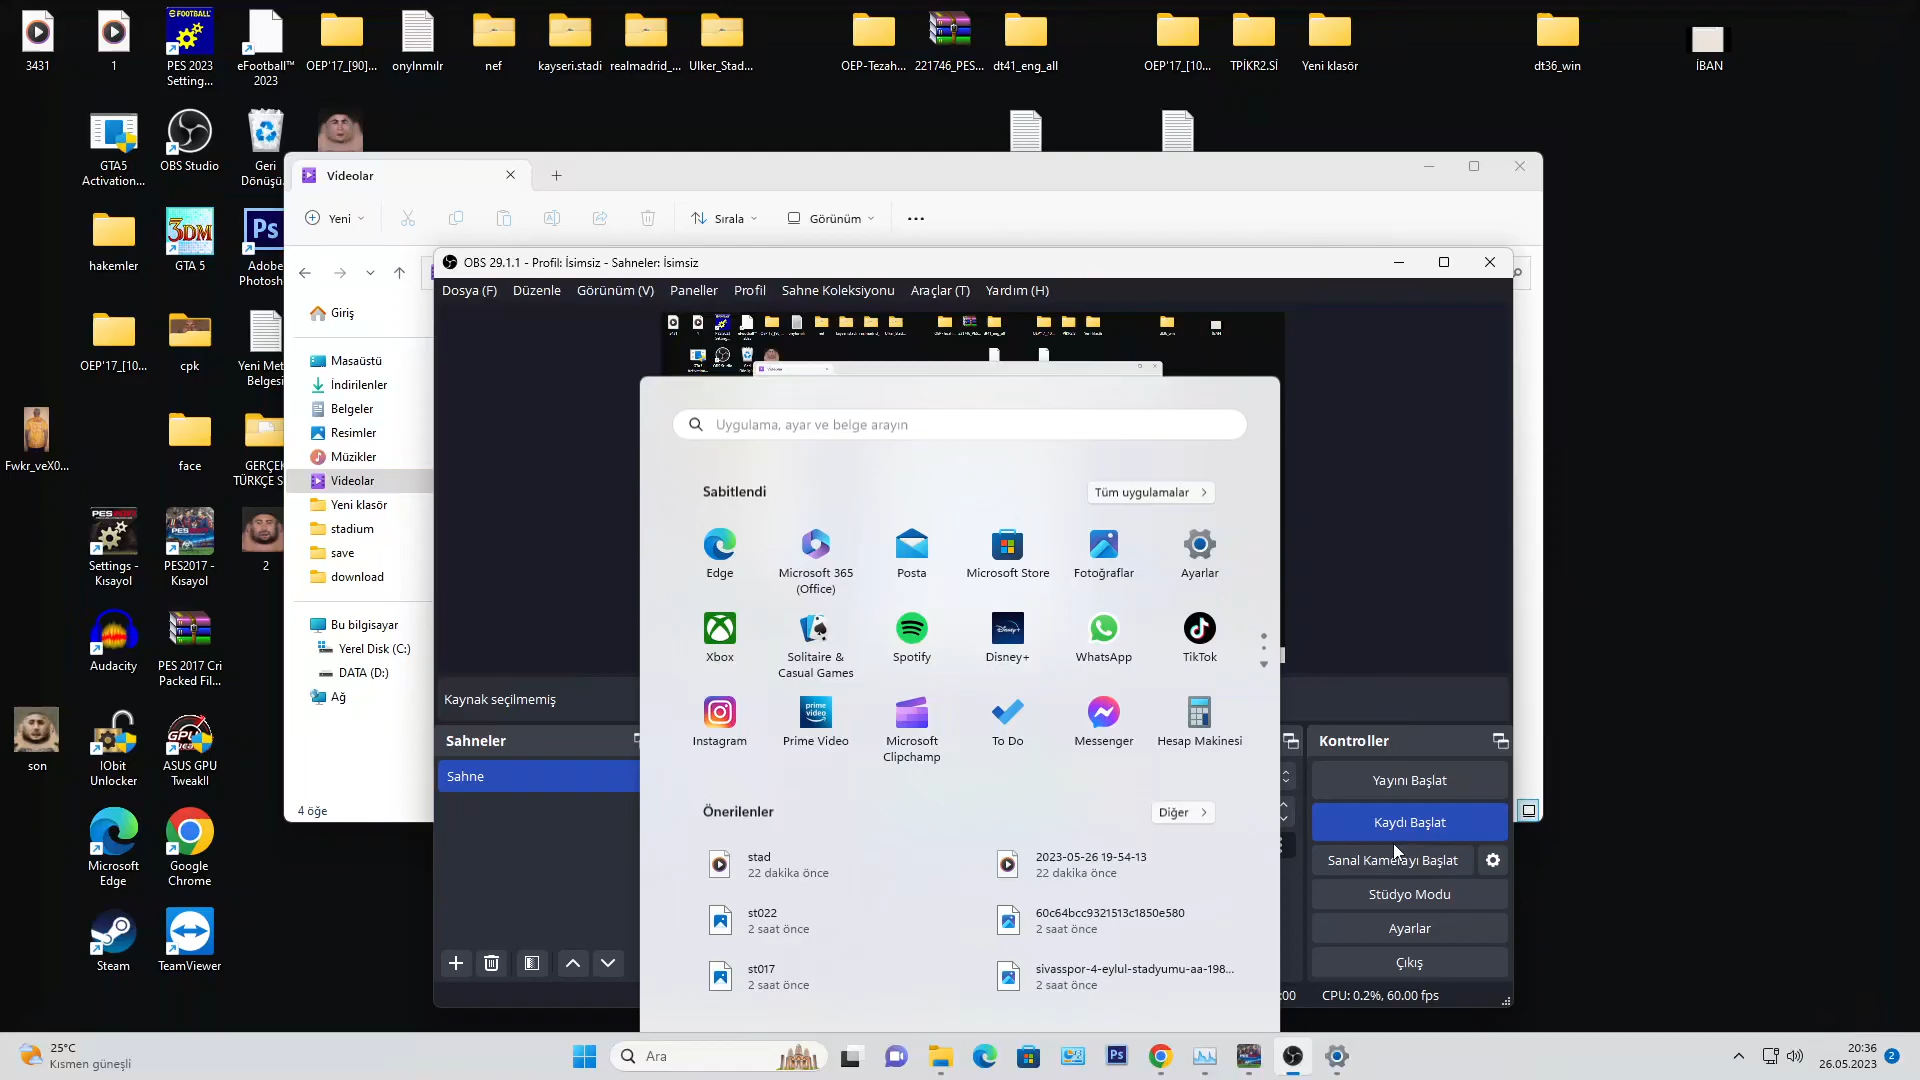 3431
1
PES 2023
Setting...
eFootball™
2023
OEP'17_[90]...
onylnmılr
nef
kayseri.stadi
realmadrid_...
Ulker_Stad...
OEP-Tezah...
221746_PES...
dt41_eng_all
OEP'17_[10...
TPİKR2.Sİ
Yeni klasör
dt36_win
İBAN
GTA5
Activation...
OBS Studio
Geri
Dönüşü...
hakemler
GTA 5
Adobe
Photosh...
OEP'17_[10...
cpk
Yeni Met
Belgesi
Fwkr_veX0...
face
GERÇEK
TÜRKÇE S
Settings -
Kısayol
PES2017 -
Kısayol
2
Audacity
PES 2017 Cri
Packed Fil...
son
IObit
Unlocker
ASUS GPU
TweakII
Microsoft
Edge
Google
Chrome
Steam
TeamViewer
Videolar
Yeni
Sırala
Görünüm
Giriş
Masaüstü
İndirilenler
Belgeler
Resimler
Müzikler
Videolar
Yeni klasör
stadium
save
download
Bu bilgisayar
Yerel Disk (C:)
DATA (D:)
Ağ
4 öğe
OBS 29.1.1 - Profil: İsimsiz - Sahneler: İsimsiz
Dosya (F) Düzenle Görünüm (V) Paneller Profil Sahne Koleksiyonu Araçlar (T) Yardım (H)
Kaynak seçilmemiş
Sahneler
Sahne
Kontroller
Yayını Başlat
Kaydı Başlat
Sanal Kamerayı Başlat
Stüdyo Modu
Ayarlar
Çıkış
:00
CPU: 0.2%, 60.00 fps
Uygulama, ayar ve belge arayın
Sabitlendi
Tüm uygulamalar
Edge
Microsoft 365
(Office)
Posta
Microsoft Store
Fotoğraflar
Ayarlar
Xbox
Solitaire &
Casual Games
Spotify
Disney+
WhatsApp
TikTok
Instagram
Prime Video
Microsoft
Clipchamp
To Do
Messenger
Hesap Makinesi
Önerilenler
Diğer
stad
22 dakika önce
2023-05-26 19-54-13
22 dakika önce
st022
2 saat önce
60c64bcc9321513c1850e580
2 saat önce
st017
2 saat önce
sivasspor-4-eylul-stadyumu-aa-198...
2 saat önce
25°C
Kısmen güneşli
Ara
20:36
26.05.2023
2